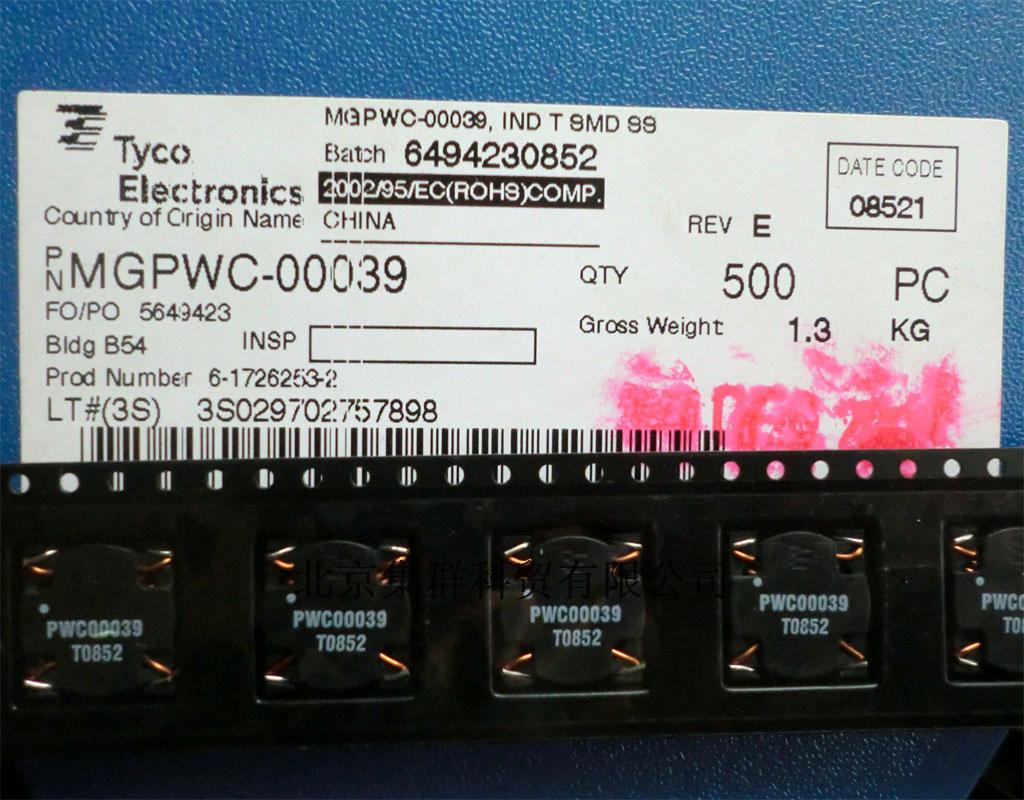 MGPWC-00039, IND T SMD SS
Tyco
Electronics
Batch 6494230852
2002/95/EC(ROHS)COMP.
Country of Origin Name CHINA
DATE CODE
08521
REV E
PN MGPWC-00039
QTY 500 PC
FO/PO 5649423
Gross Weight 1.3 KG
Bldg B54 INSP
Prod Number 6-1726253-2
LT#(3S) 3S029702757898
北京集群科贸有限公司
PWC00039
T0852
PWC00039
T0852
PWC00039
T0852
PWC00039
T0852